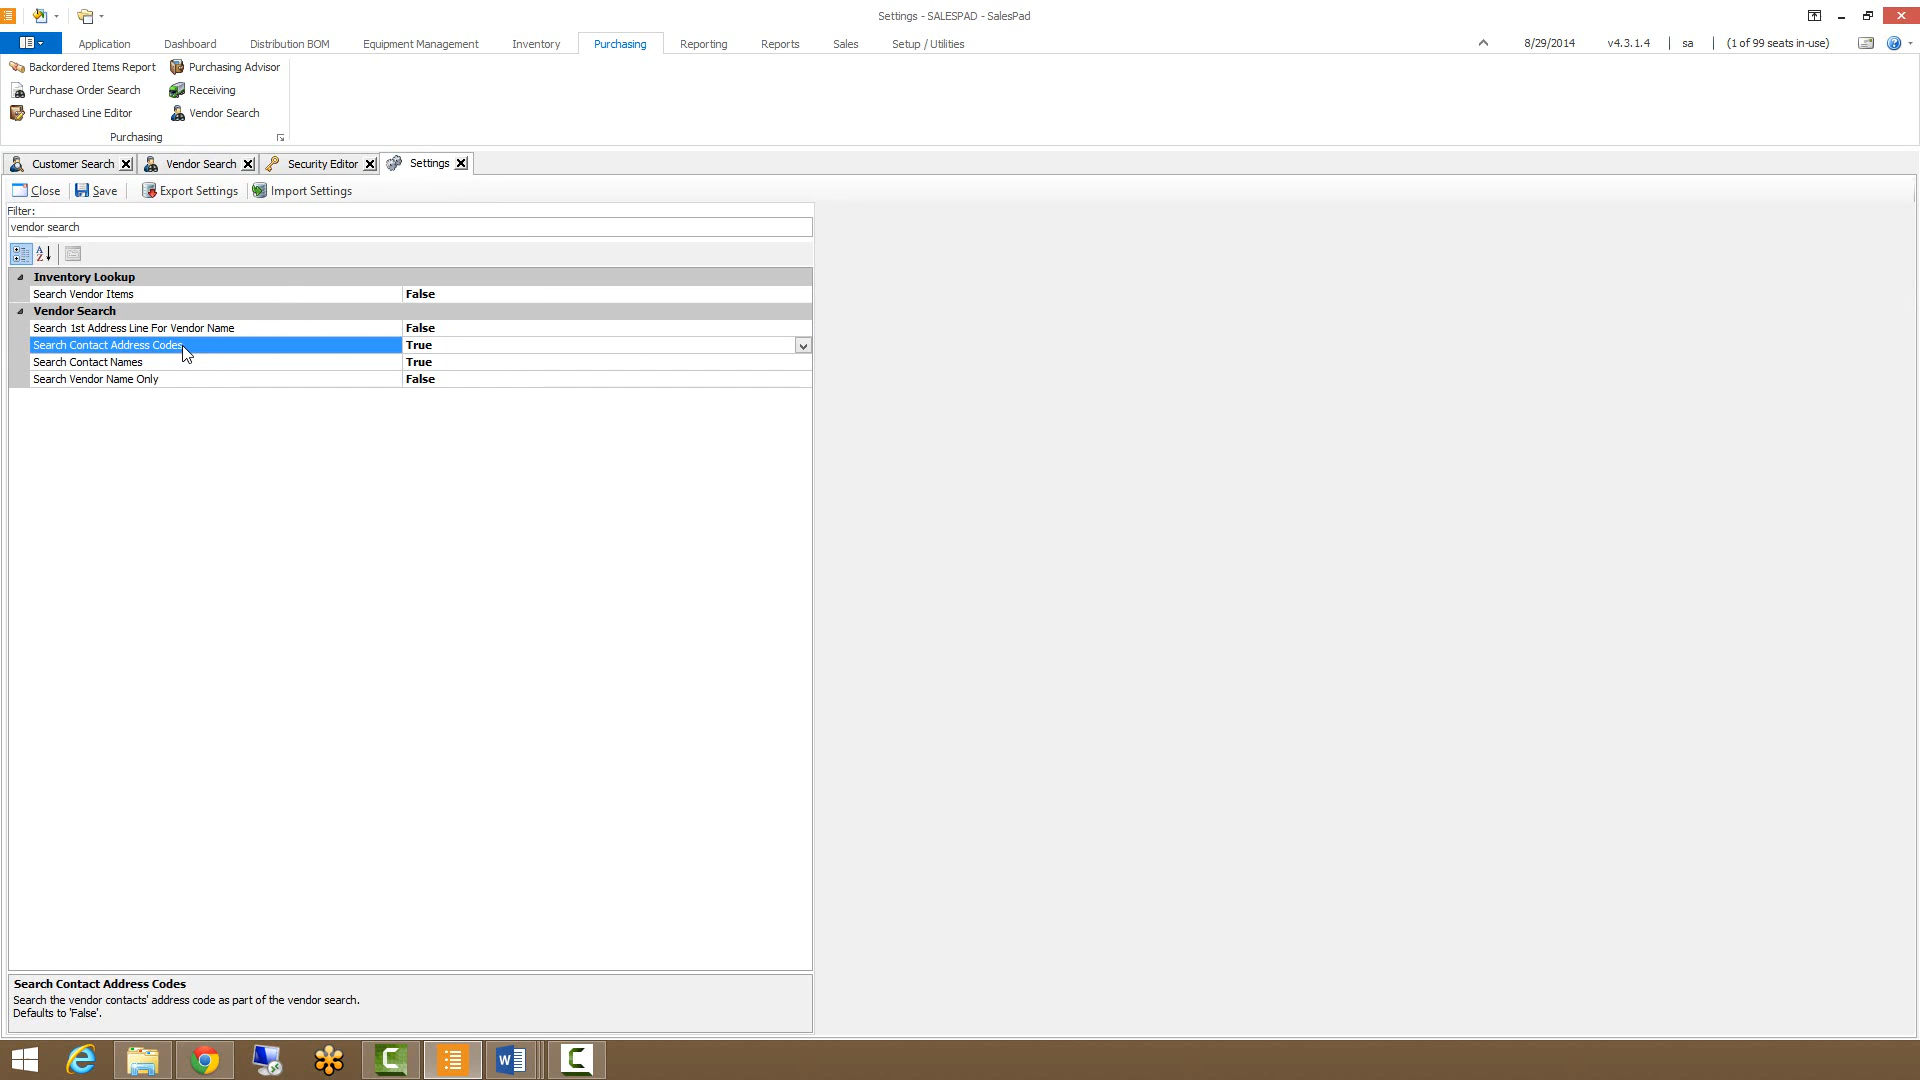 Settings - SALESPAD - SalesPad
Application Dashboard Distribution BOM Equipment Management Inventory Purchasing Reporting Reports Sales Setup / Utilities 8/29/2014 v4.3.1.4 sa (1 of 99 seats in-use)
Backordered Items Report Purchasing Advisor
Purchase Order Search Receiving
Purchased Line Editor Vendor Search
Purchasing
Customer Search Vendor Search Security Editor Settings
Close Save Export Settings Import Settings
Filter:
vendor search
Inventory Lookup
Search Vendor Items False
Vendor Search
Search 1st Address Line For Vendor Name False
Search Contact Address Codes True
Search Contact Names True
Search Vendor Name Only False
Search Contact Address Codes
Search the vendor contacts' address code as part of the vendor search.
Defaults to 'False'.